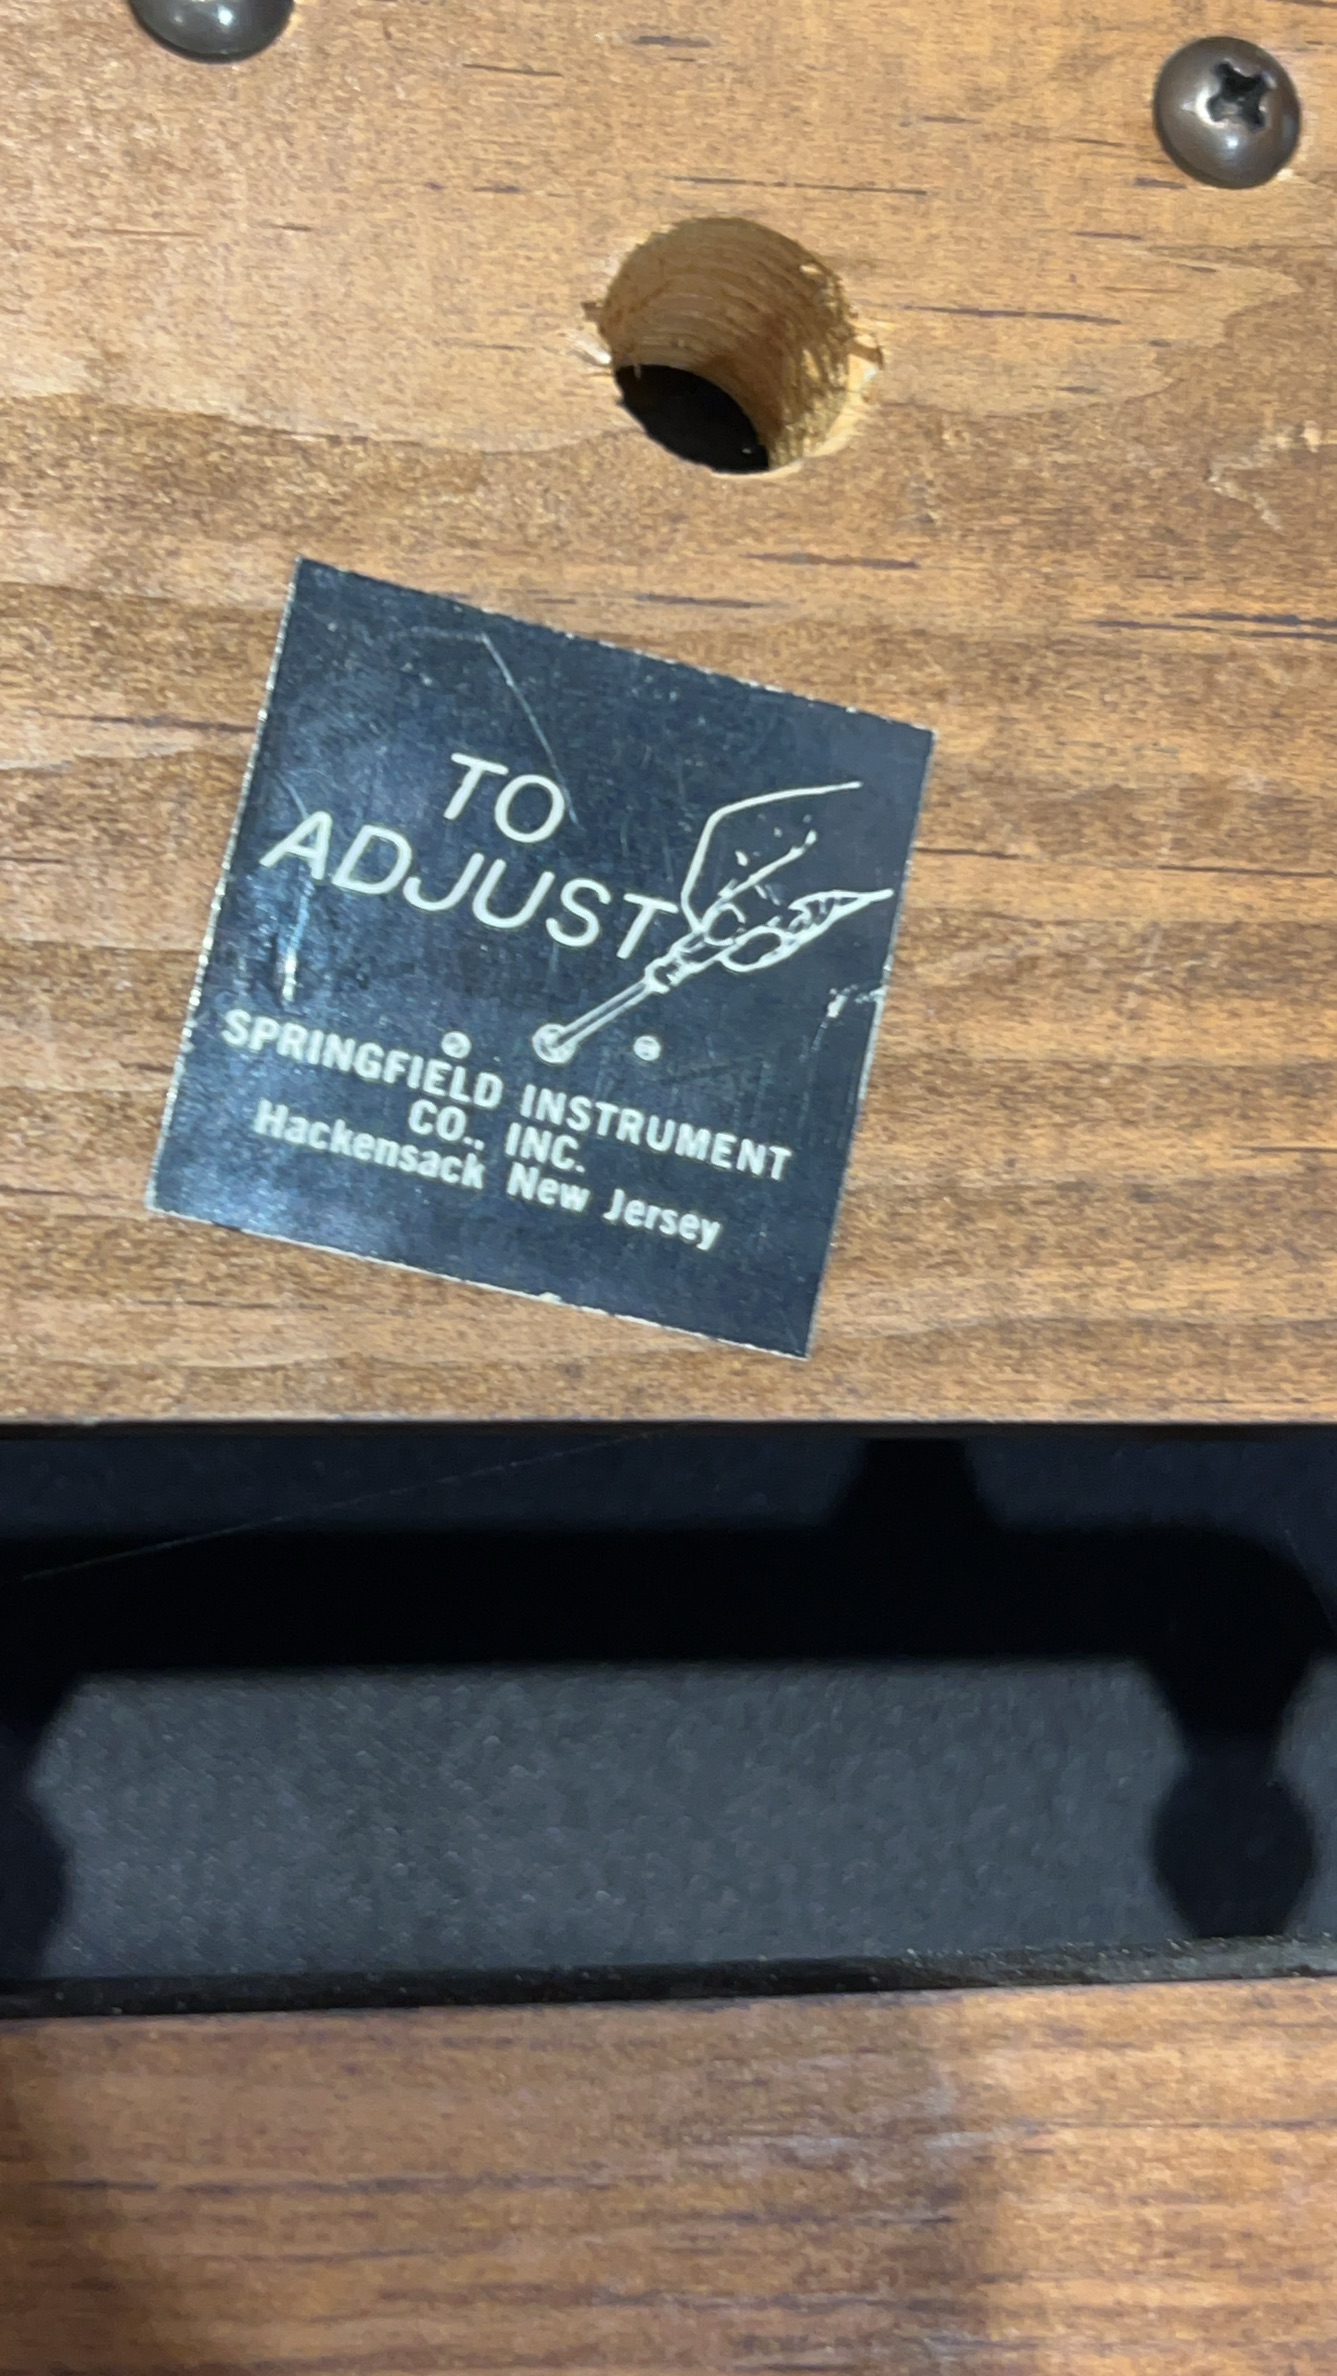 TO
ADJUST
SPRINGFIELD INSTRUMENT
CO., INC.
Hackensack New Jersey